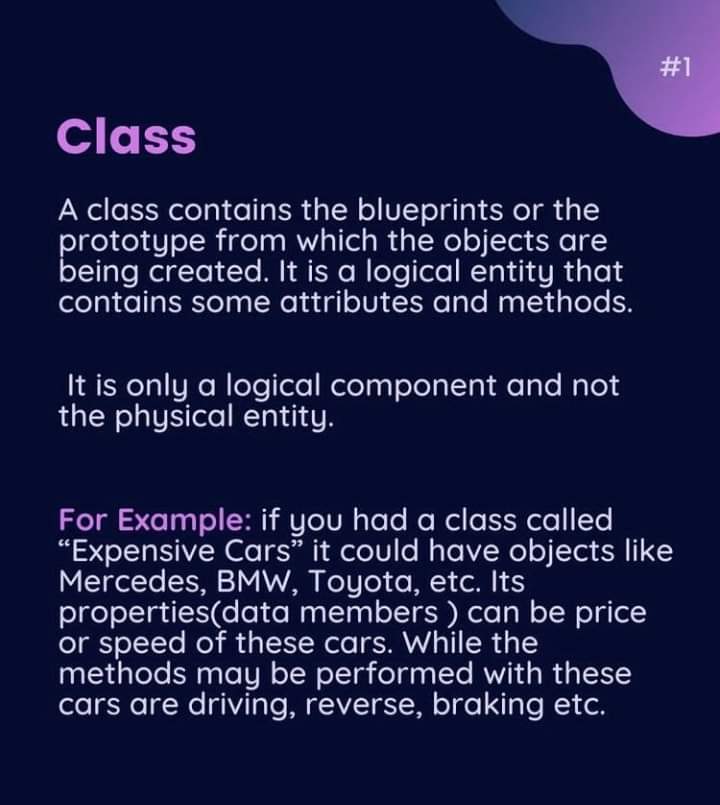 #1
Class
A class contains the blueprints or the
prototype from which the objects are
being created. It is a logical entity that
contains some attributes and methods.
It is only a logical component and not
the physical entity.
For Example: if you had a class called
“Expensive Cars” it could have objects like
Mercedes, BMW, Toyota, etc. Its
properties(data members ) can be price
or speed of these cars. While the
methods may be performed with these
cars are driving, reverse, braking etc.